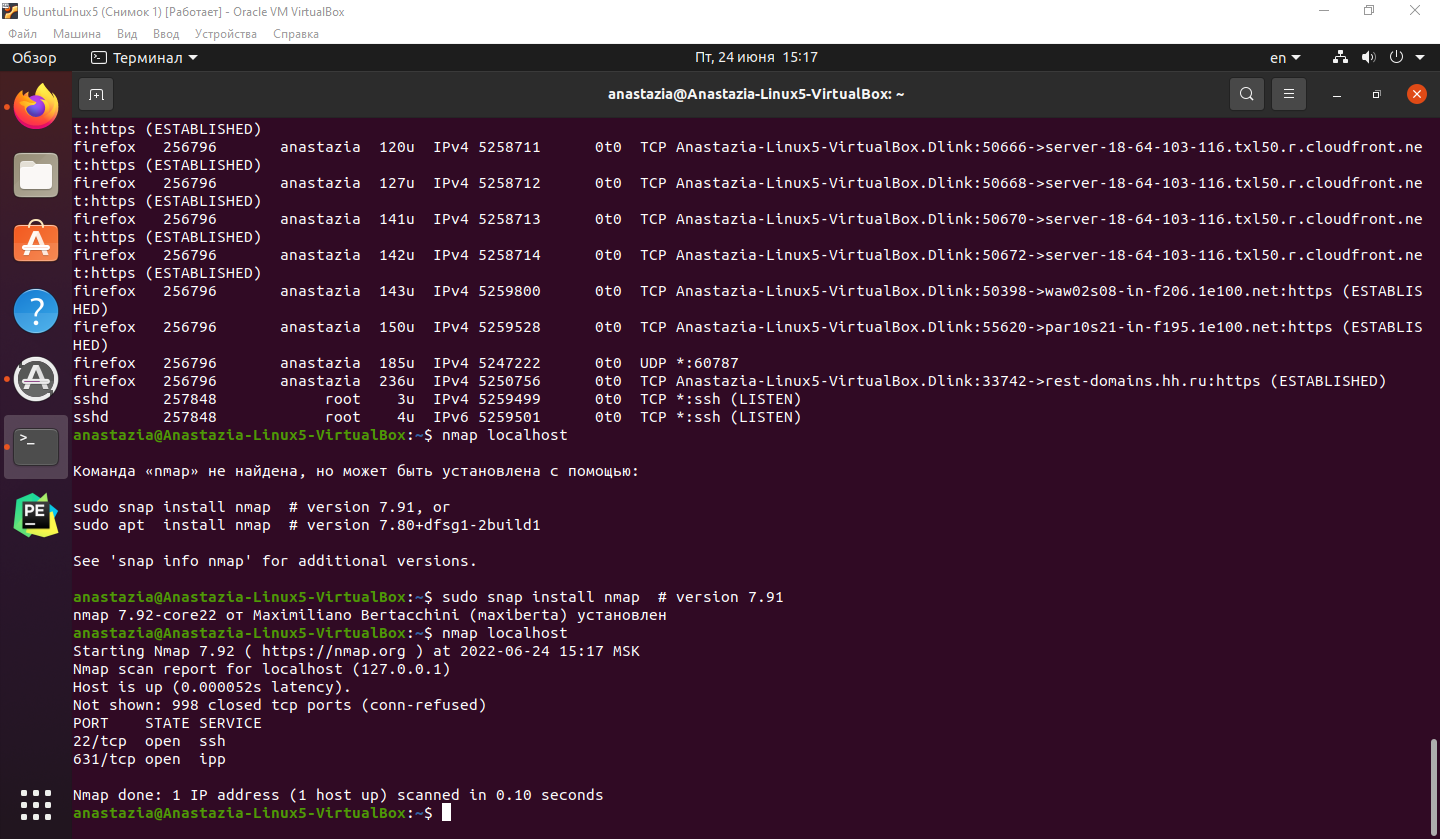 UbuntuLinux5 (Снимок 1) [Работает] - Oracle VM VirtualBox
Файл Машина Вид Ввод Устройства Справка
Обзор Терминал Пт, 24 июня 15:17 en
anastazia@Anastazia-Linux5-VirtualBox: ~
t:https (ESTABLISHED)
firefox 256796 anastazia 120u IPv4 5258711 0t0 TCP Anastazia-Linux5-VirtualBox.Dlink:50666->server-18-64-103-116.txl50.r.cloudfront.ne
t:https (ESTABLISHED)
firefox 256796 anastazia 127u IPv4 5258712 0t0 TCP Anastazia-Linux5-VirtualBox.Dlink:50668->server-18-64-103-116.txl50.r.cloudfront.ne
t:https (ESTABLISHED)
firefox 256796 anastazia 141u IPv4 5258713 0t0 TCP Anastazia-Linux5-VirtualBox.Dlink:50670->server-18-64-103-116.txl50.r.cloudfront.ne
t:https (ESTABLISHED)
firefox 256796 anastazia 142u IPv4 5258714 0t0 TCP Anastazia-Linux5-VirtualBox.Dlink:50672->server-18-64-103-116.txl50.r.cloudfront.ne
t:https (ESTABLISHED)
firefox 256796 anastazia 143u IPv4 5259800 0t0 TCP Anastazia-Linux5-VirtualBox.Dlink:50398->waw02s08-in-f206.1e100.net:https (ESTABLIS
HED)
firefox 256796 anastazia 150u IPv4 5259528 0t0 TCP Anastazia-Linux5-VirtualBox.Dlink:55620->par10s21-in-f195.1e100.net:https (ESTABLIS
HED)
firefox 256796 anastazia 185u IPv4 5247222 0t0 UDP *:60787
firefox 256796 anastazia 236u IPv4 5250756 0t0 TCP Anastazia-Linux5-VirtualBox.Dlink:33742->rest-domains.hh.ru:https (ESTABLISHED)
sshd 257848 root 3u IPv4 5259499 0t0 TCP *:ssh (LISTEN)
sshd 257848 root 4u IPv6 5259501 0t0 TCP *:ssh (LISTEN)
anastazia@Anastazia-Linux5-VirtualBox:~$ nmap localhost
Команда «nmap» не найдена, но может быть установлена с помощью:
sudo snap install nmap # version 7.91, or
sudo apt install nmap # version 7.80+dfsg1-2build1
See 'snap info nmap' for additional versions.
anastazia@Anastazia-Linux5-VirtualBox:~$ sudo snap install nmap # version 7.91
nmap 7.92-core22 от Maximiliano Bertacchini (maxiberta) установлен
anastazia@Anastazia-Linux5-VirtualBox:~$ nmap localhost
Starting Nmap 7.92 ( https://nmap.org ) at 2022-06-24 15:17 MSK
Nmap scan report for localhost (127.0.0.1)
Host is up (0.000052s latency).
Not shown: 998 closed tcp ports (conn-refused)
PORT STATE SERVICE
22/tcp open ssh
631/tcp open ipp
Nmap done: 1 IP address (1 host up) scanned in 0.10 seconds
anastazia@Anastazia-Linux5-VirtualBox:~$
PE